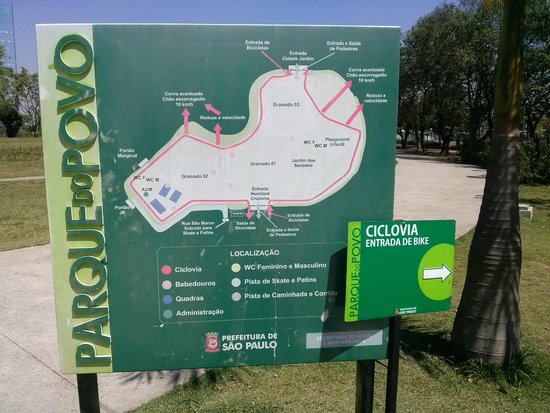 PARQUE DO POVO
Entrada de
Bicicletas
Entrada
Cidade Jardim
Entrada e Saída
de Pedestres
Curva acentuada
Chão escorregadio
10 km/h
Reduza a velocidade
Curva acentuada
Chão escorregadio
10 km/h
Reduza a
velocidade
Gramado 03
Playground
Infantil
WC F
WC M
Jardim dos
Sentidos
Gramado 01
Gramado 02
Portão
Marginal
WC F
WC M
ADM
Portão
JK
Entrada
Henrique
Chamma
Rua São Murun
Entrada para
Skate e Patins
Saída de
Bicicletas
Entrada e Saída
de Pedestres
Entrada de
Bicicletas
LOCALIZAÇÃO
Ciclovia
Bebedouros
Quadras
Administração
WC Feminino e Masculino
Pista de Skate e Patins
Pista de Caminhada e Corrida
PREFEITURA DE
SÃO PAULO
PARQUE DO POVO
CICLOVIA
ENTRADA DE BIKE
PREFEITURA DE
SÃO PAULO